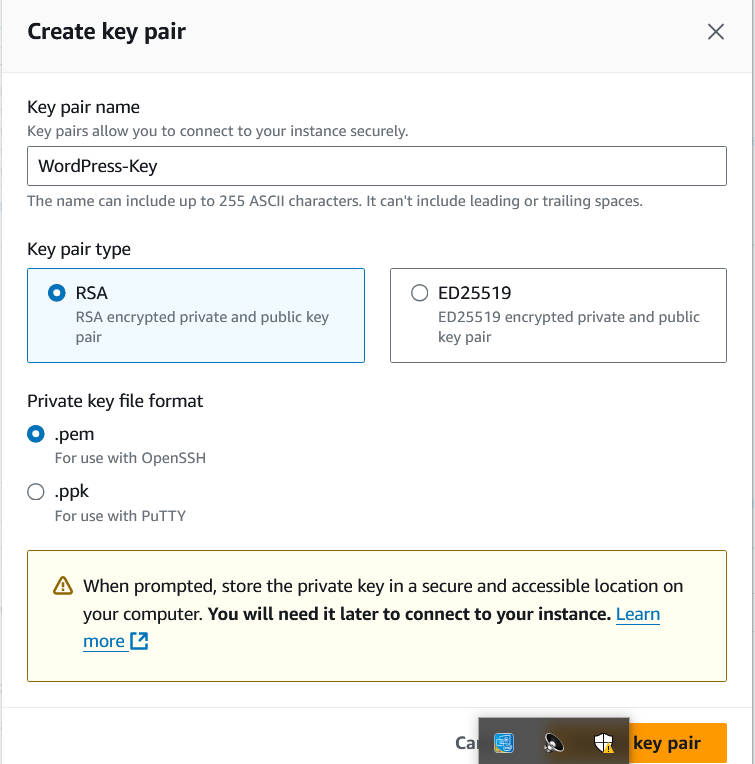 Create key pair
Key pair name
Key pairs allow you to connect to your instance securely.
WordPress-Key
The name can include up to 255 ASCII characters. It can't include leading or trailing spaces.
Key pair type
RSA
RSA encrypted private and public key
pair
ED25519
ED25519 encrypted private and public
key pair
Private key file format
.pem
For use with OpenSSH
.ppk
For use with PuTTY
When prompted, store the private key in a secure and accessible location on
your computer. You will need it later to connect to your instance. Learn
more
key pair